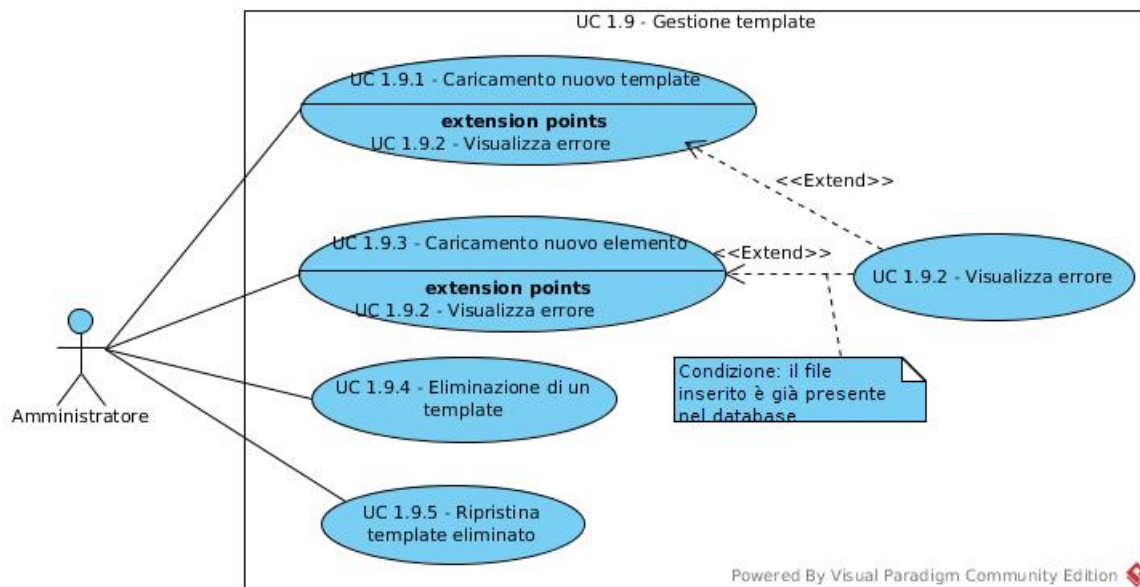 UC 1.9 - Gestione template
UC 1.9.1 - Caricamento nuovo template
extension points
UC 1.9.2 - Visualizza errore
<<Extend>>
UC 1.9.3 - Caricamento nuovo elemento
extension points
UC 1.9.2 - Visualizza errore
<<Extend>>
UC 1.9.2 - Visualizza errore
Condizione: il file
inserito è già presente
nel database
Amministratore
UC 1.9.4 - Eliminazione di un
template
UC 1.9.5 - Ripristina
template eliminato
Powered By Visual Paradigm Community Edition